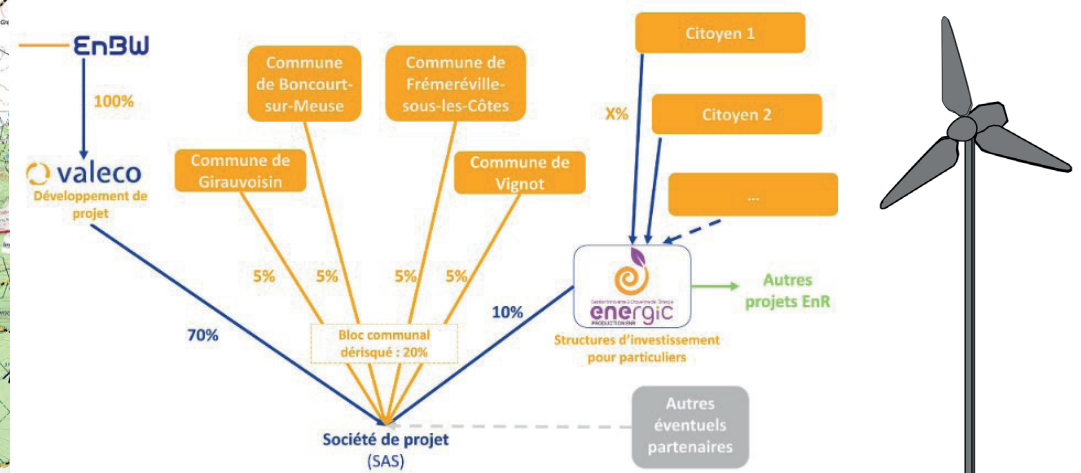 EnBW
100%
valeco
Développement de
projet
Commune
de Boncourt-
sur-Meuse
Commune de
Frémeréville-
sous-les-Côtes
Commune de
Girauvoisin
Commune de
Vignot
Citoyen 1
X%
Citoyen 2
...
5%
5%
5%
5%
70%
10%
Bloc communal
dérisqué : 20%
energic
PRODUCTION ENR
Structures d'investissement
pour particuliers
Autres
projets EnR
Autres
éventuels
partenaires
Société de projet
(SAS)